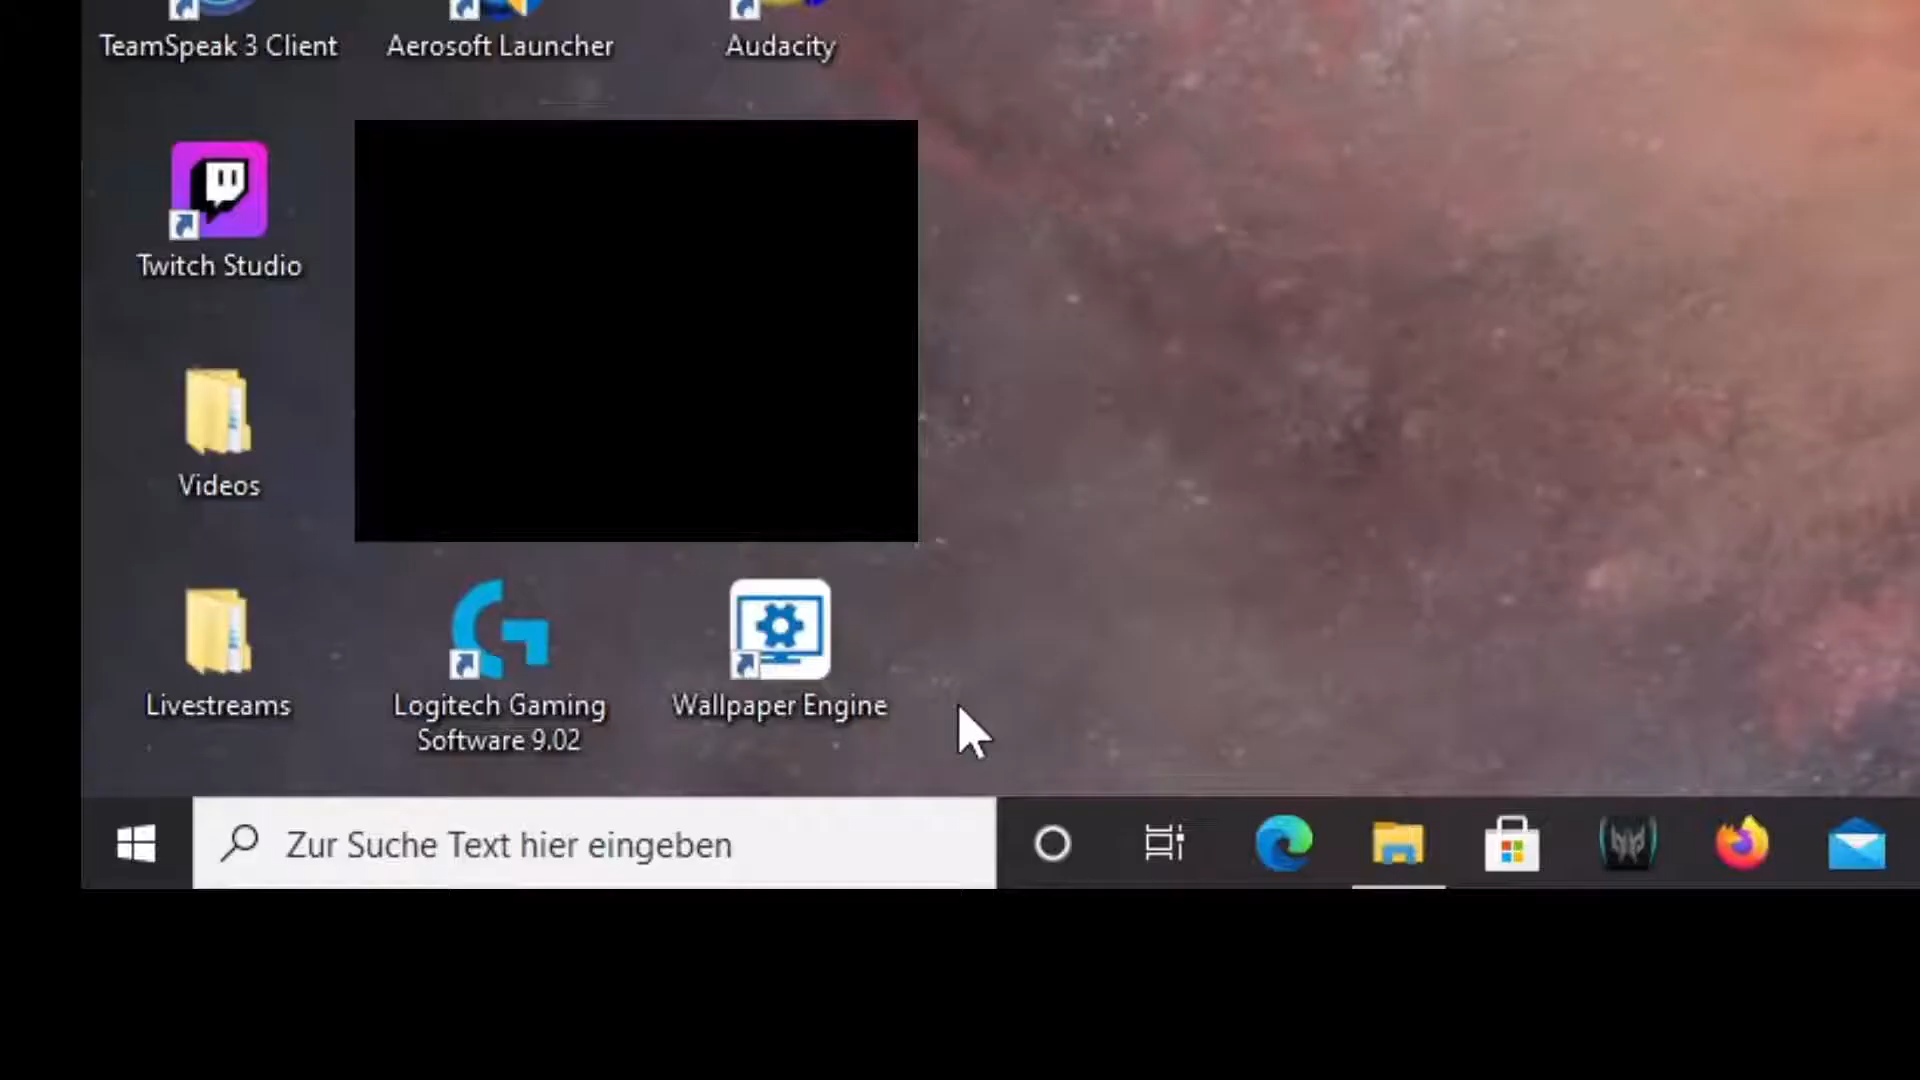 TeamSpeak 3 Client
Aerosoft Launcher
Audacity
Twitch Studio
Videos
Livestreams
Logitech Gaming
Software 9.02
Wallpaper Engine
Zur Suche Text hier eingeben